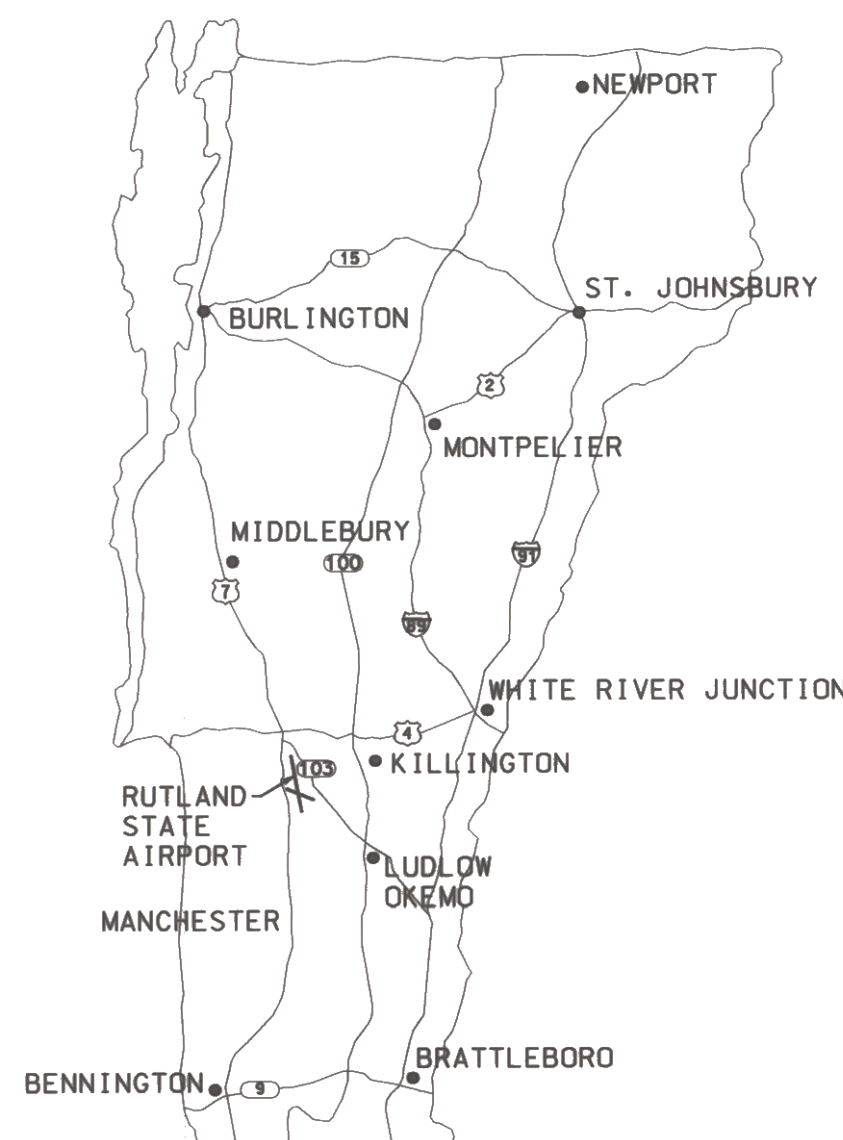 NEWPORT
15
ST. JOHNSBURY
BURLINGTON
2
MONTPELIER
MIDDLEBURY
100
91
7
89
WHITE RIVER JUNCTION
4
KILLINGTON
103
RUTLAND
STATE
AIRPORT
LUDLOW
OKEMO
MANCHESTER
BRATTLEBORO
BENNINGTON
9